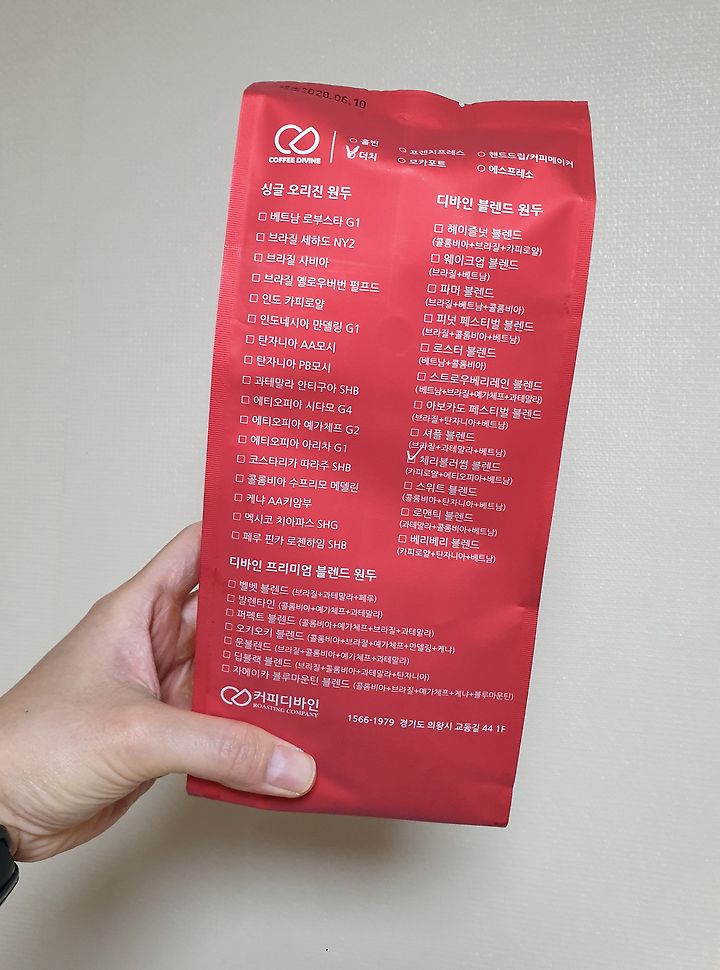 2020.06.10
COFFEE DIVINE
○ 홀빈 ○ 프렌치프레스 ○ 핸드드립/커피메이커
○ 더치 ○ 모카포트 ○ 에스프레소
싱글 오리진 원두
□ 베트남 로부스타 G1
□ 브라질 세하도 NY2
□ 브라질 사비아
□ 브라질 옐로우버번 펄프드
□ 인도 카피로얄
□ 인도네시아 만델링 G1
□ 탄자니아 AA모시
□ 탄자니아 PB모시
□ 과테말라 안티구아 SHB
□ 에티오피아 시다모 G4
□ 에티오피아 예가체프 G2
□ 에티오피아 아리차 G1
□ 코스타리카 따라주 SHB
□ 콜롬비아 수프리모 메델린
□ 케냐 AA키암부
□ 멕시코 치아파스 SHG
□ 페루 핀카 로젠하임 SHB
디바인 블렌드 원두
□ 헤이즐넛 블렌드
(콜롬비아+브라질+카피로얄)
□ 웨이크업 블렌드
(브라질+베트남)
□ 파머 블렌드
(브라질+베트남+콜롬비아)
□ 피넛 페스티벌 블렌드
(브라질+콜롬비아+베트남)
□ 로스터 블렌드
(베트남+콜롬비아)
□ 스트로우베리레인 블렌드
(베트남+브라질+예가체프+과테말라)
□ 아보카도 페스티벌 블렌드
(브라질+탄자니아+베트남)
□ 셔플 블렌드
(브라질+과테말라+베트남)
□ 체리블러썸 블렌드
(카피로얄+에티오피아+베트남)
□ 스위트 블렌드
(콜롬비아+탄자니아+베트남)
□ 로맨틱 블렌드
(과테말라+콜롬비아+베트남)
□ 베리베리 블렌드
(카피로얄+탄자니아+베트남)
디바인 프리미엄 블렌드 원두
□ 벨벳 블렌드 (브라질+과테말라+페루)
□ 발렌타인 (콜롬비아+예가체프+과테말라)
□ 퍼펙트 블렌드 (콜롬비아+예가체프+브라질+과테말라)
□ 오키오키 블렌드 (콜롬비아+브라질+예가체프+만델링+케냐)
□ 문블렌드 (브라질+콜롬비아+예가체프+과테말라)
□ 딥블랙 블렌드 (브라질+콜롬비아+과테말라+탄자니아)
□ 자메이카 블루마운틴 블렌드 (콜롬비아+브라질+예가체프+케냐+블루마운틴)
커피디바인
ROASTING COMPANY
1566-1979 경기도 의왕시 교동길 44 1F